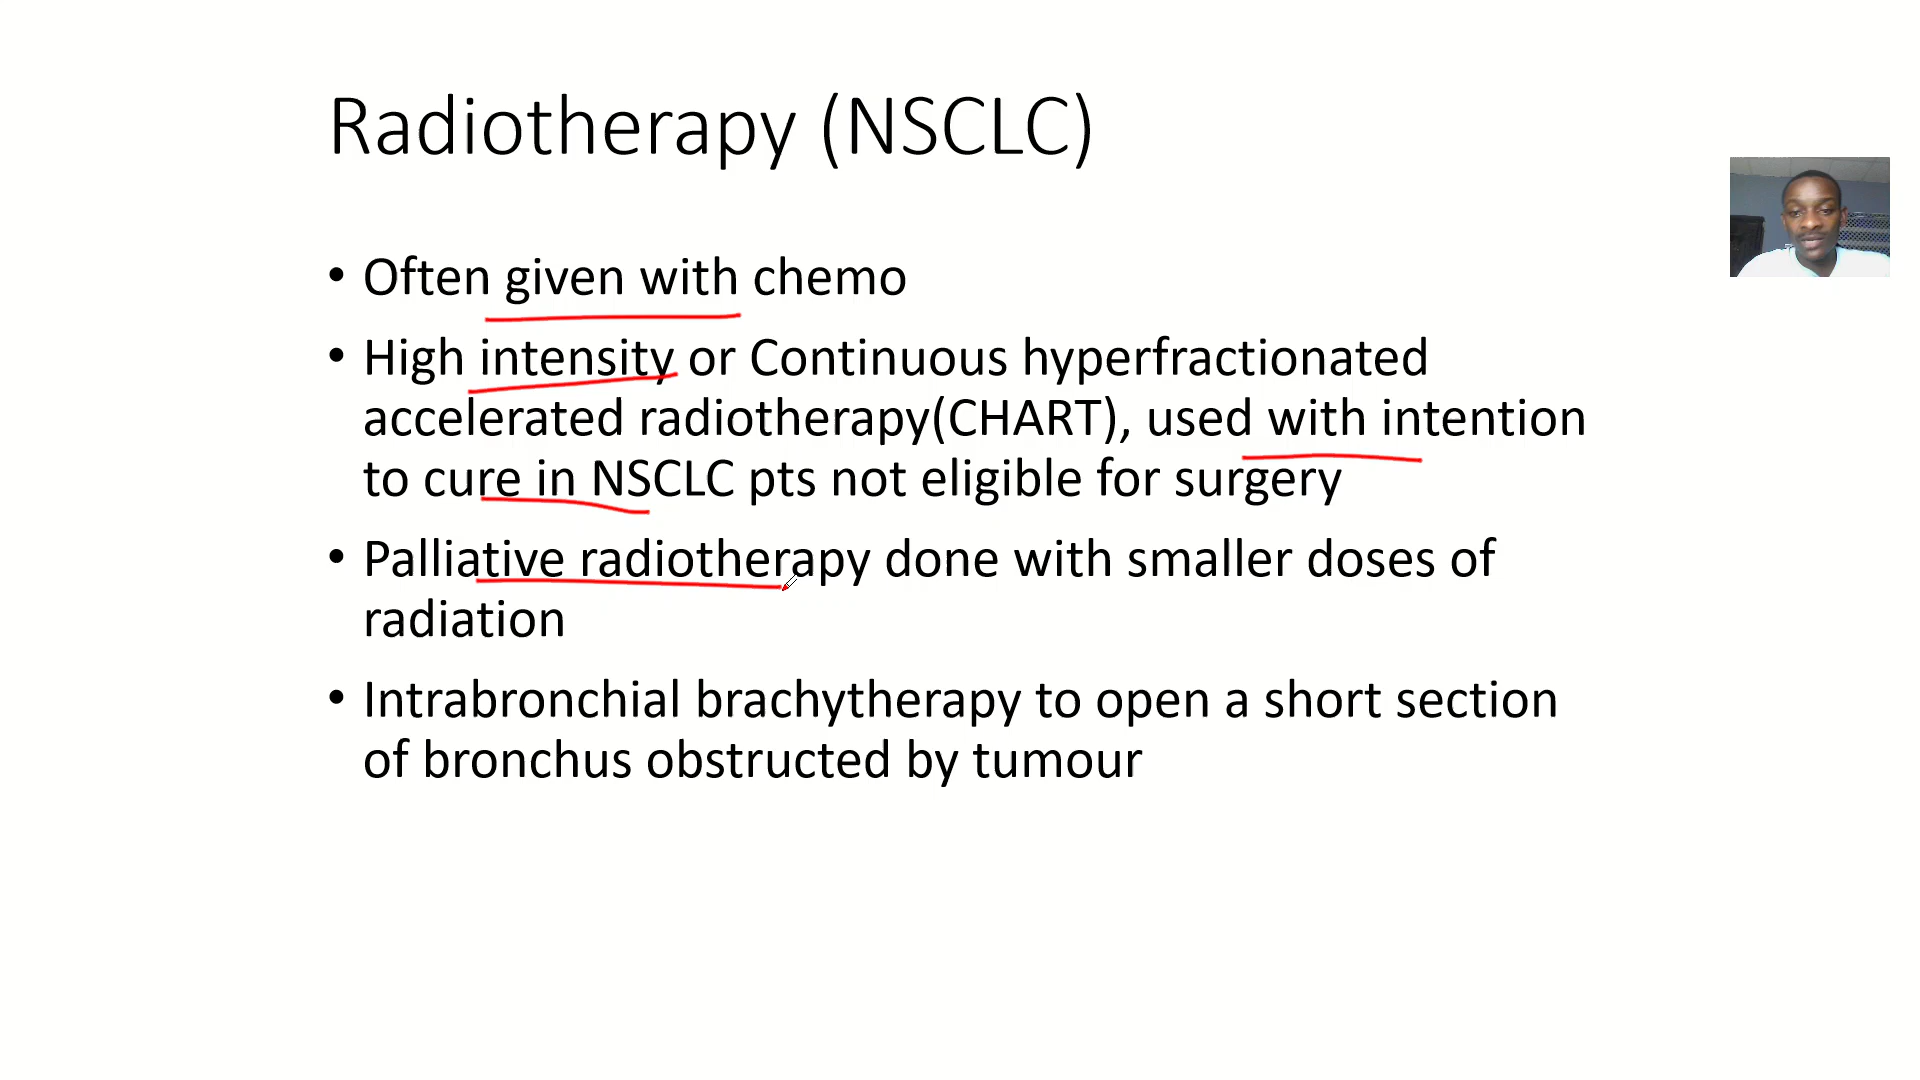 Radiotherapy (NSCLC)
• Often given with chemo
• High intensity or Continuous hyperfractionated
accelerated radiotherapy(CHART), used with intention
to cure in NSCLC pts not eligible for surgery
• Palliative radiotherapy done with smaller doses of
radiation
• Intrabronchial brachytherapy to open a short section
of bronchus obstructed by tumour